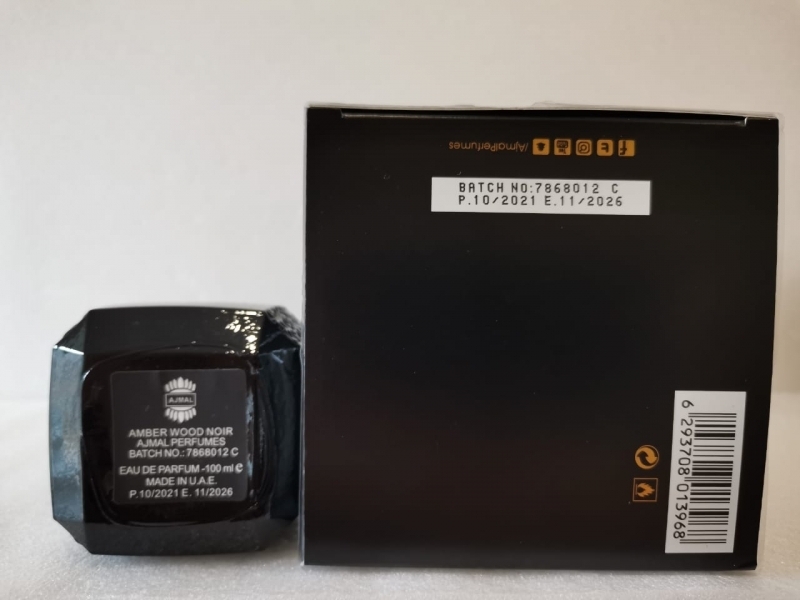 /AjmalPerfumes
BATCH NO:7868012 C
P.10/2021 E.11/2026
6 293708 013968
AJMAL
AMBER WOOD NOIR
AJMAL PERFUMES
BATCH NO.: 7868012 C
EAU DE PARFUM -100 ml e
MADE IN U.A.E.
P.10/2021 E. 11/2026